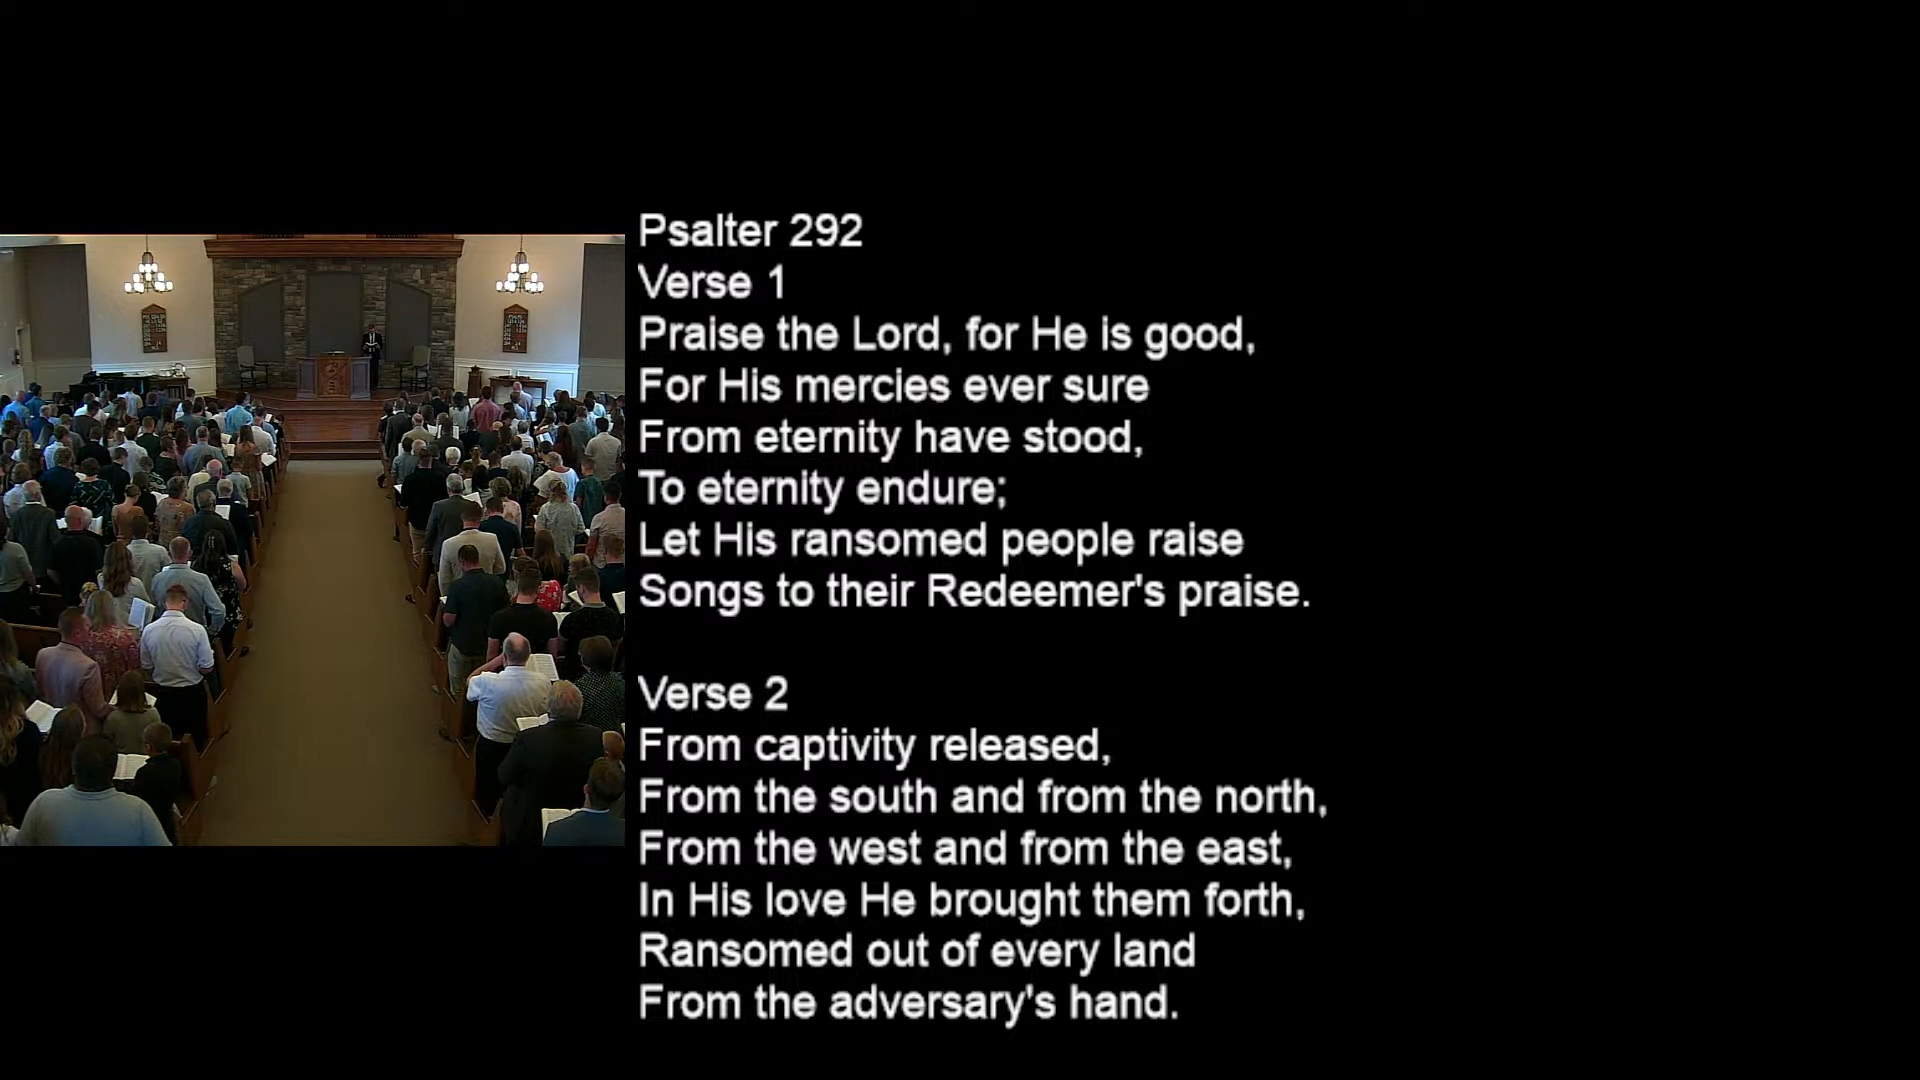 Psalter 292
Verse 1
Praise the Lord, for He is good,
For His mercies ever sure
From eternity have stood,
To eternity endure;
Let His ransomed people raise
Songs to their Redeemer's praise.
Verse 2
From captivity released,
From the south and from the north,
From the west and from the east,
In His love He brought them forth,
Ransomed out of every land
From the adversary's hand.